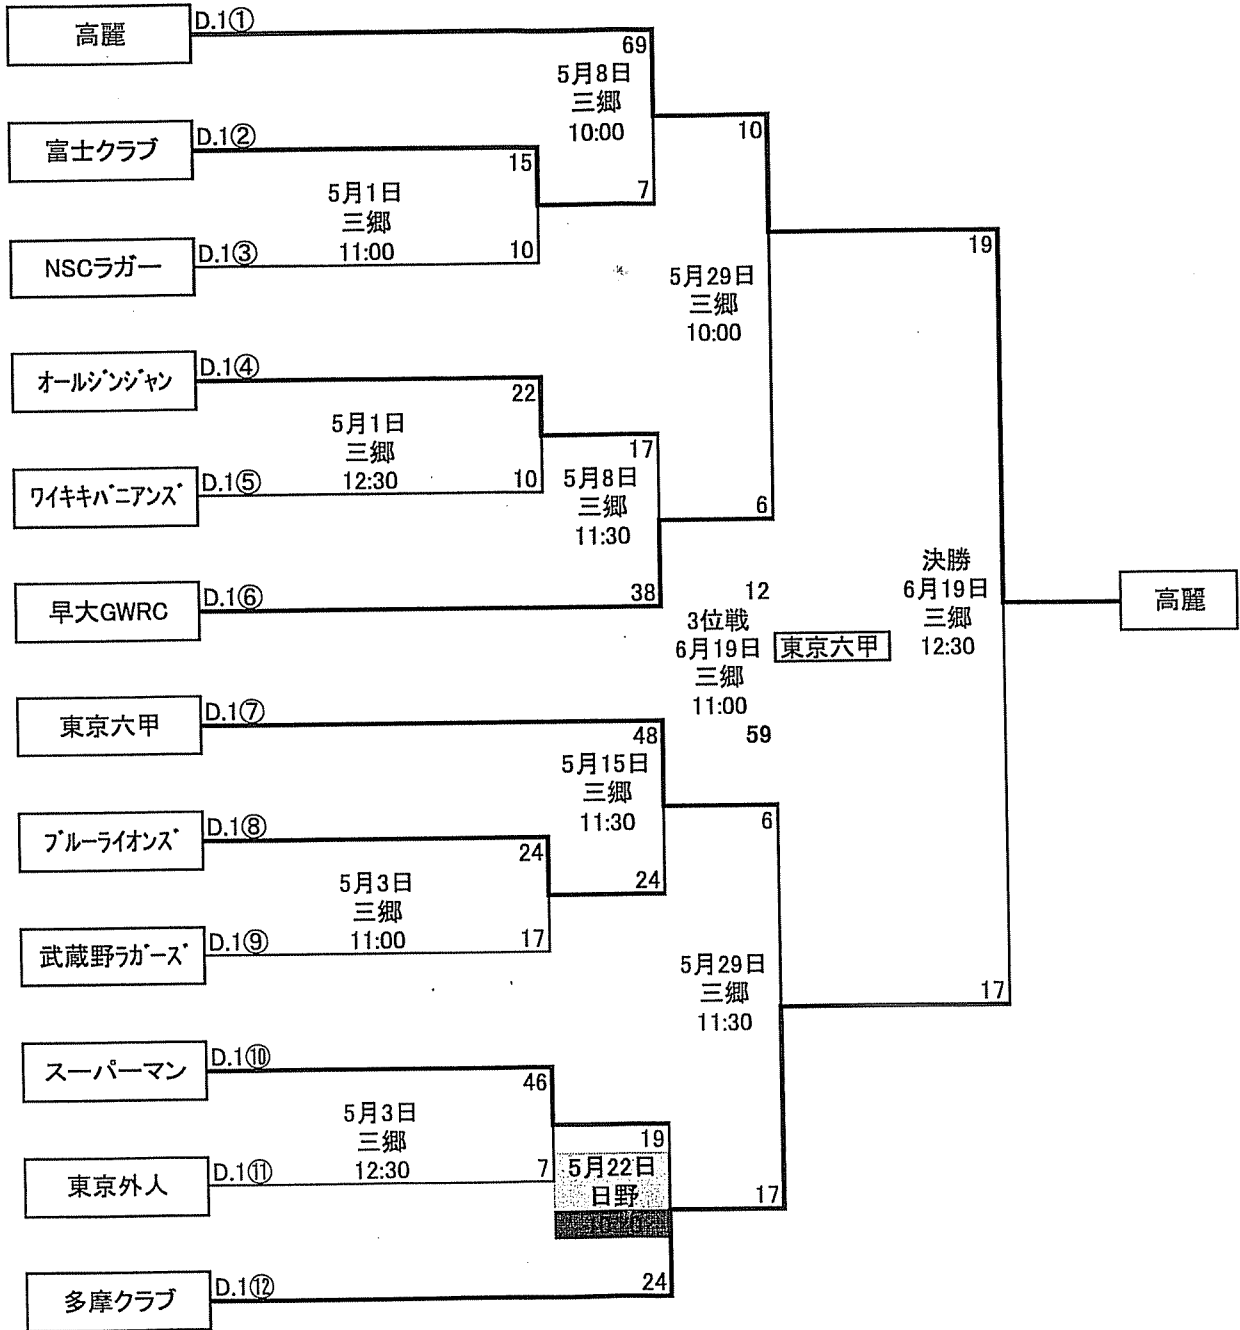 高麗
D.1①
69
5月8日
三郷
10:00
7
10
富士クラブ
D.1②
15
5月1日
三郷
11:00
10
NSCラガー
D.1③
19
5月29日
三郷
10:00
オールジンジャン
D.1④
22
5月1日
三郷
12:30
10
ワイキキバニアンズ
D.1⑤
17
5月8日
三郷
11:30
38
6
早大GWRC
D.1⑥
12
3位戦
6月19日
三郷
11:00
59
東京六甲
決勝
6月19日
三郷
12:30
高麗
東京六甲
D.1⑦
48
5月15日
三郷
11:30
24
6
ブルーライオンズ
D.1⑧
24
5月3日
三郷
11:00
17
武蔵野ラガーズ
D.1⑨
5月29日
三郷
11:30
17
スーパーマン
D.1⑩
46
5月3日
三郷
12:30
7
東京外人
D.1⑪
19
5月22日
日野
17
多摩クラブ
D.1⑫
24